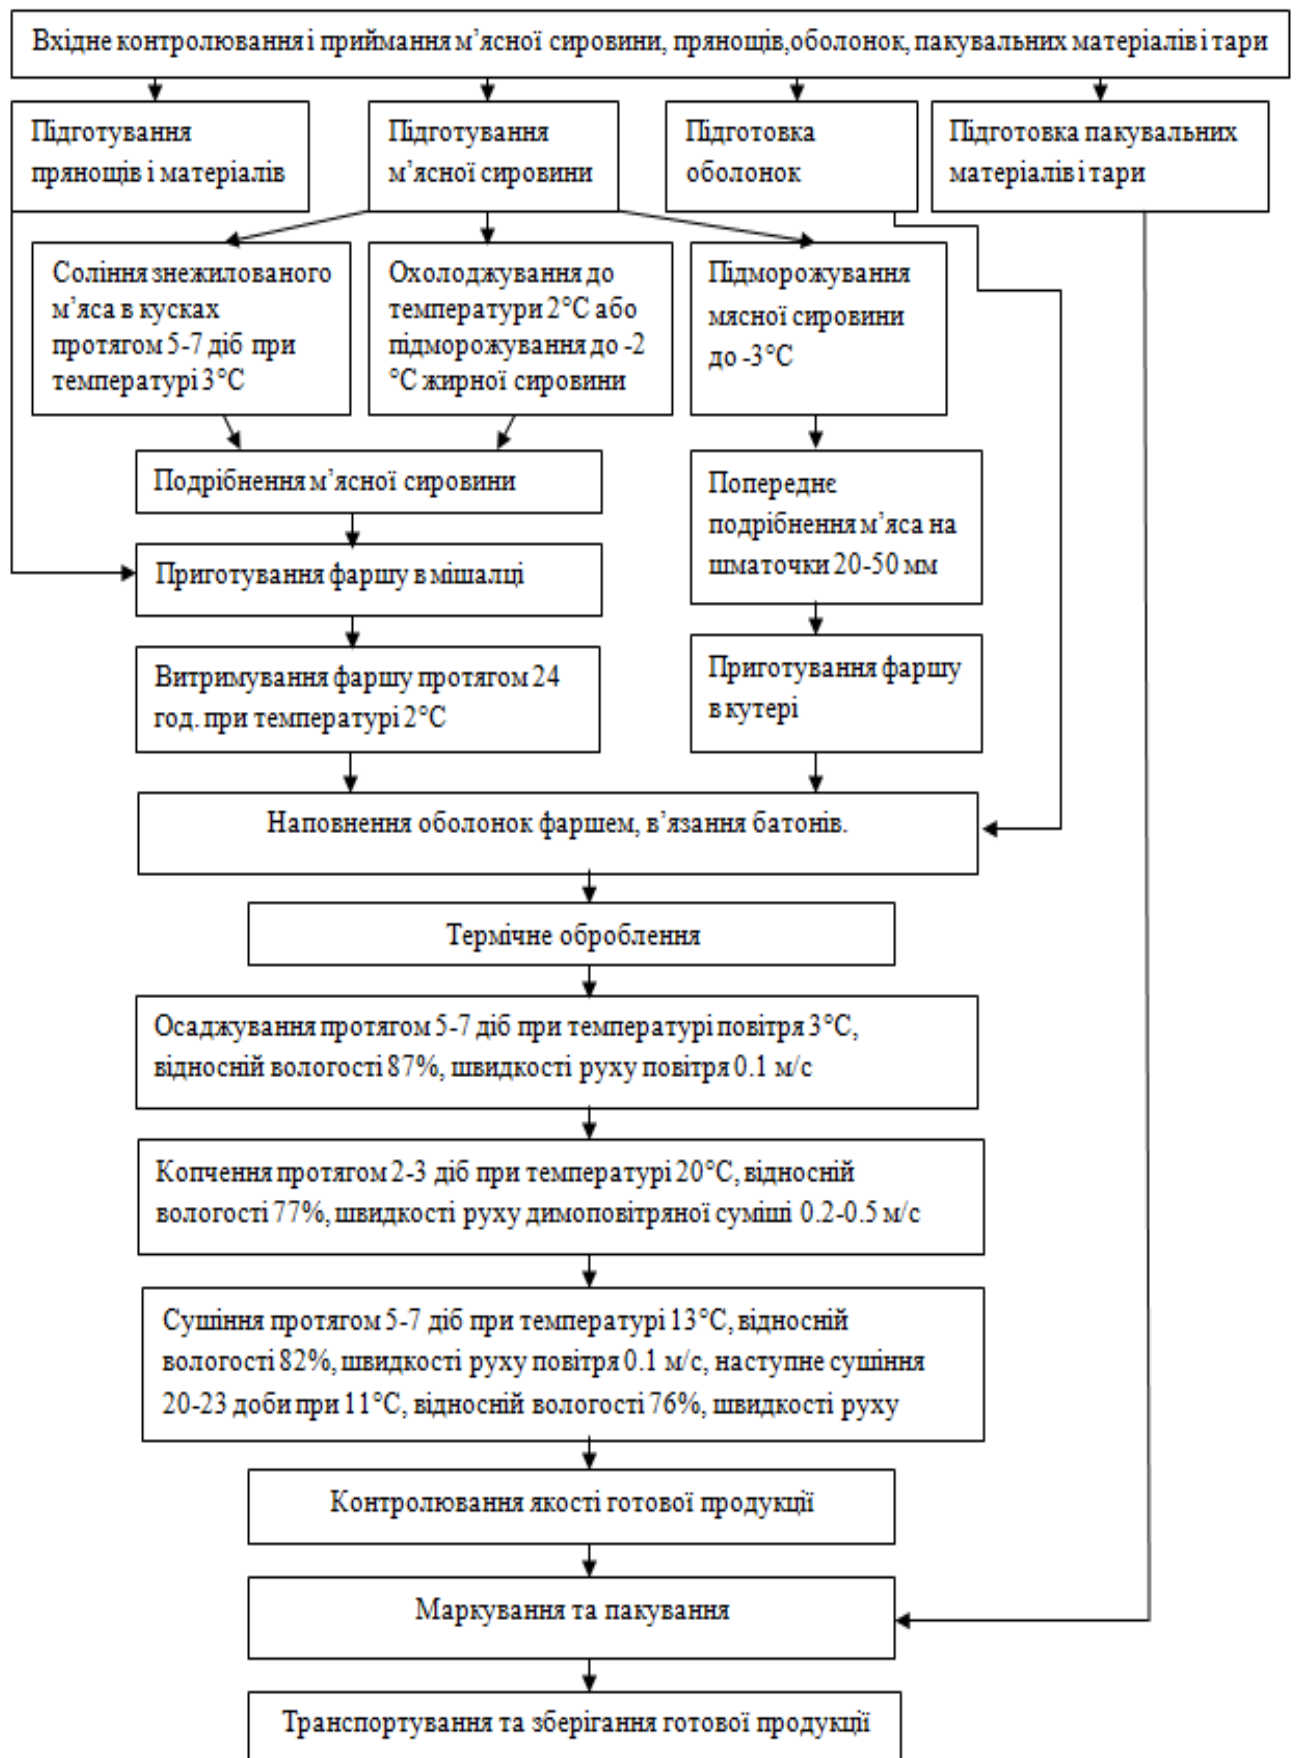 Вхідне контролювання і приймання м’ясної сировини, прянощів,оболонок, пакувальних матеріалів і тари
Підготування
прянощів і матеріалів
Підготування
м’ясної сировини
Підготовка
оболонок
Підготовка пакувальних
матеріалів і тари
Соління знежилованого
м’яса в кусках
протягом 5-7 діб при
температурі 3°С
Охолоджування до
температури 2°С або
підморожування до -2
°С жирної сировини
Підморожування
мясної сировини
до -3°С
Подрібнення м’ясної сировини
Попереднє
подрібнення м’яса на
шматочки 20-50 мм
Приготування фаршу в мішалці
Витримування фаршу протягом 24
год. при температурі 2°С
Приготування фаршу
в кутері
Наповнення оболонок фаршем, в’язання батонів.
Термічне оброблення
Осаджування протягом 5-7 діб при температурі повітря 3°С,
відносній вологості 87%, швидкості руху повітря 0.1 м/с
Копчення протягом 2-3 діб при температурі 20°С, відносній
вологості 77%, швидкості руху димоповітряної суміші 0.2-0.5 м/с
Сушіння протягом 5-7 діб при температурі 13°С, відносній
вологості 82%, швидкості руху повітря 0.1 м/с, наступне сушіння
20-23 доби при 11°С, відносній вологості 76%, швидкості руху
Контролювання якості готової продукції
Маркування та пакування
Транспортування та зберігання готової продукції